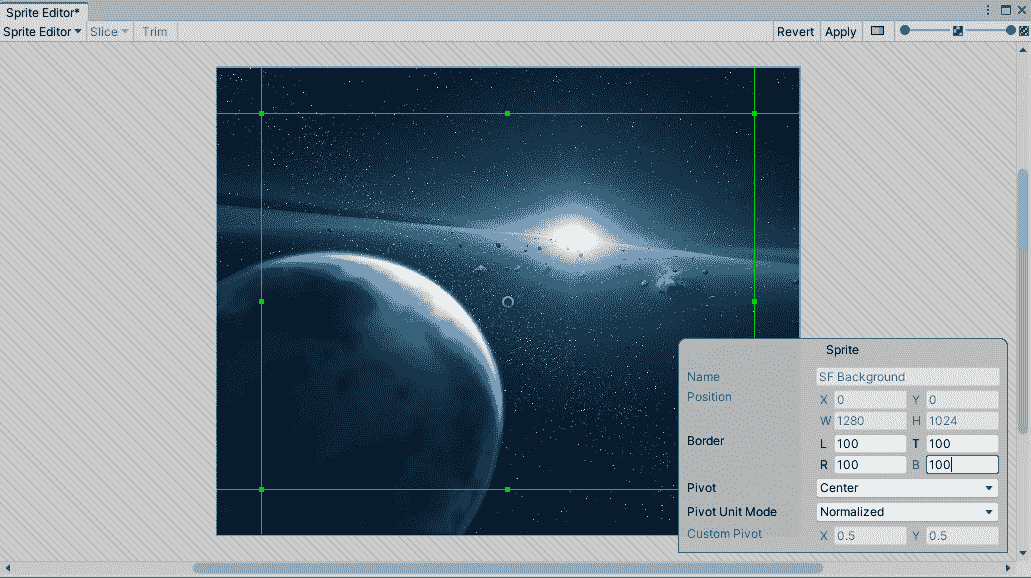 Sprite Editor*
Sprite Editor Slice Trim Revert Apply
Sprite
Name SF Background
Position X 0 Y 0
W 1280 H 1024
Border L 100 T 100
R 100 B 100
Pivot Center
Pivot Unit Mode Normalized
Custom Pivot X 0.5 Y 0.5